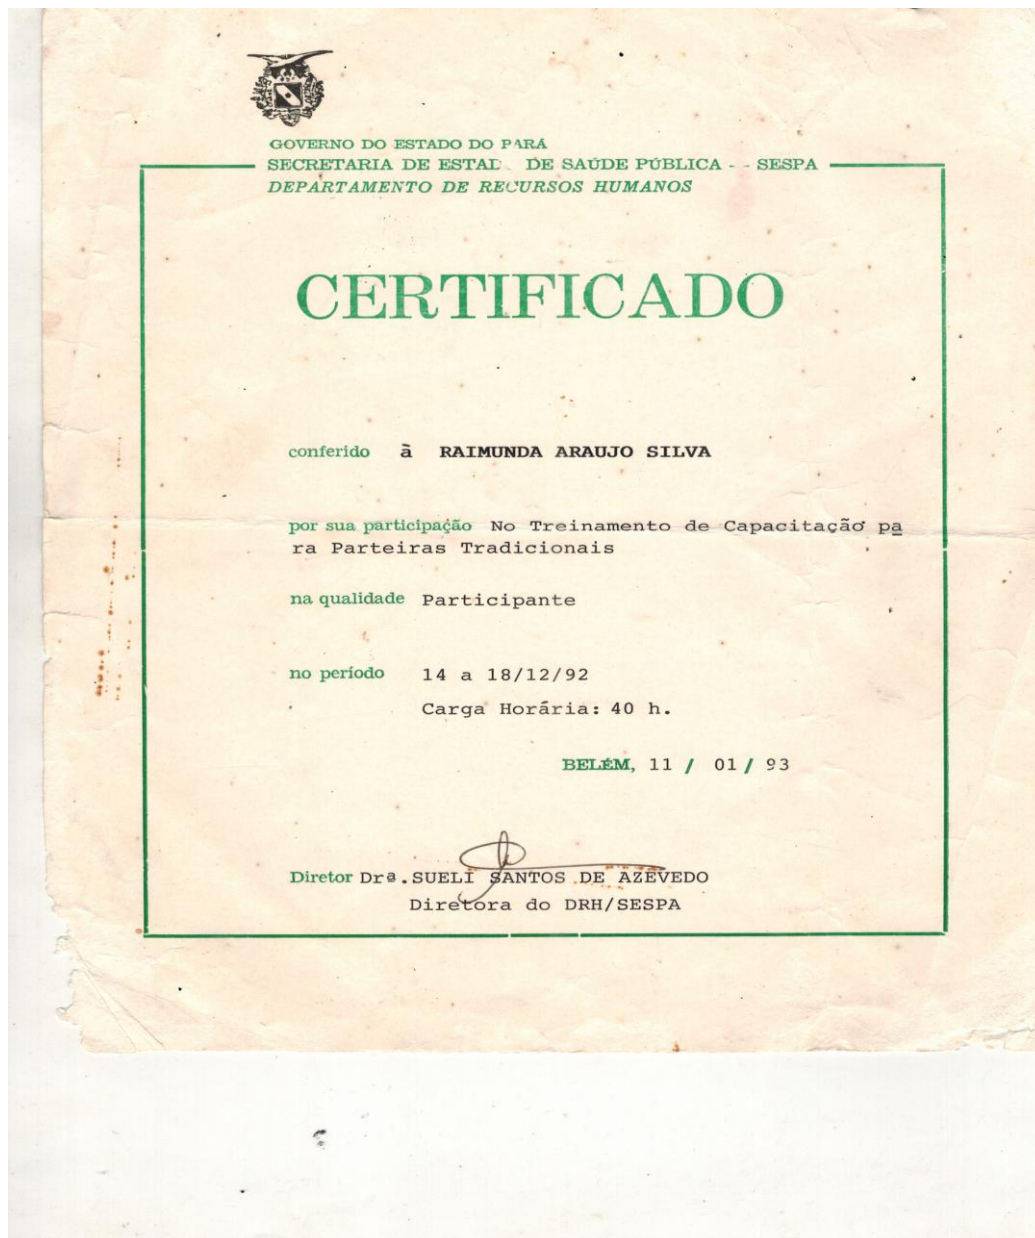 GOVERNO DO ESTADO DO PARÁ
SECRETARIA DE ESTAD DE SAÚDE PÚBLICA - - SESPA
DEPARTAMENTO DE RECURSOS HUMANOS
CERTIFICADO
conferido à RAIMUNDA ARAUJO SILVA
por sua participação No Treinamento de Capacitação pa
ra Parteiras Tradicionais
na qualidade Participante
no período 14 a 18/12/92
Carga Horária: 40 h.
BELÉM, 11 / 01 / 93
Diretor Drª. SUELI SANTOS DE AZEVEDO
Diretora do DRH/SESPA